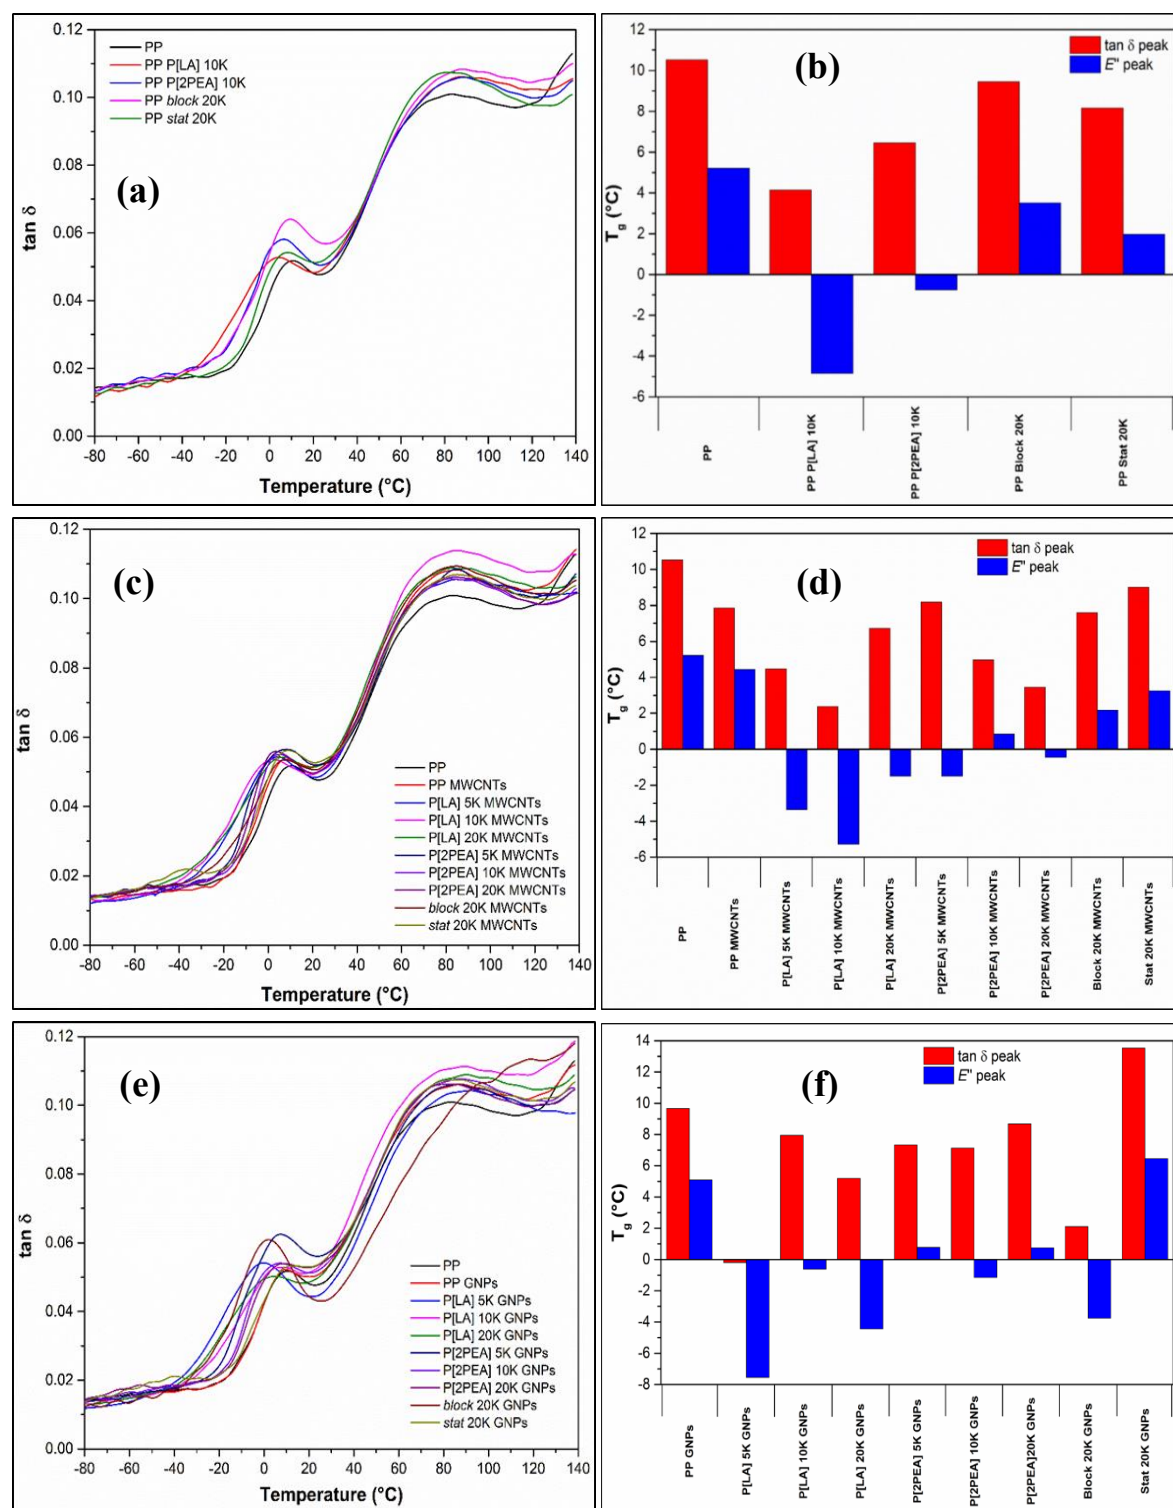 (a)
PP
PP P[LA] 10K
PP P[2PEA] 10K
PP block 20K
PP stat 20K
tan δ
0.12
0.10
0.08
0.06
0.04
0.02
0.00
-80 -60 -40 -20 0 20 40 60 80 100 120 140
Temperature (°C)
(b)
tan δ peak
E" peak
Tg (°C)
12
10
8
6
4
2
0
-2
-4
-6
PP
PP P[LA] 10K
PP P[2PEA] 10K
PP Block 20K
PP Stat 20K
(c)
tan δ
0.12
0.10
0.08
0.06
0.04
0.02
0.00
PP
PP MWCNTs
P[LA] 5K MWCNTs
P[LA] 10K MWCNTs
P[LA] 20K MWCNTs
P[2PEA] 5K MWCNTs
P[2PEA] 10K MWCNTs
P[2PEA] 20K MWCNTs
block 20K MWCNTs
stat 20K MWCNTs
-80 -60 -40 -20 0 20 40 60 80 100 120 140
Temperature (°C)
(d)
tan δ peak
E" peak
Tg (°C)
12
10
8
6
4
2
0
-2
-4
-6
PP
PP MWCNTs
P[LA] 5K MWCNTs
P[LA] 10K MWCNTs
P[LA] 20K MWCNTs
P[2PEA] 5K MWCNTs
P[2PEA] 10K MWCNTs
P[2PEA] 20K MWCNTs
Block 20K MWCNTs
Stat 20K MWCNTs
(e)
tan δ
0.12
0.10
0.08
0.06
0.04
0.02
0.00
PP
PP GNPs
P[LA] 5K GNPs
P[LA] 10K GNPs
P[LA] 20K GNPs
P[2PEA] 5K GNPs
P[2PEA] 10K GNPs
P[2PEA] 20K GNPs
block 20K GNPs
stat 20K GNPs
-80 -60 -40 -20 0 20 40 60 80 100 120 140
Temperature (°C)
(f)
tan δ peak
E" peak
Tg (°C)
14
12
10
8
6
4
2
0
-2
-4
-6
-8
PP GNPs
P[LA] 5K GNPs
P[LA] 10K GNPs
P[LA] 20K GNPs
P[2PEA] 5K GNPs
P[2PEA] 10K GNPs
P[2PEA]20K GNPs
Block 20K GNPs
Stat 20K GNPs